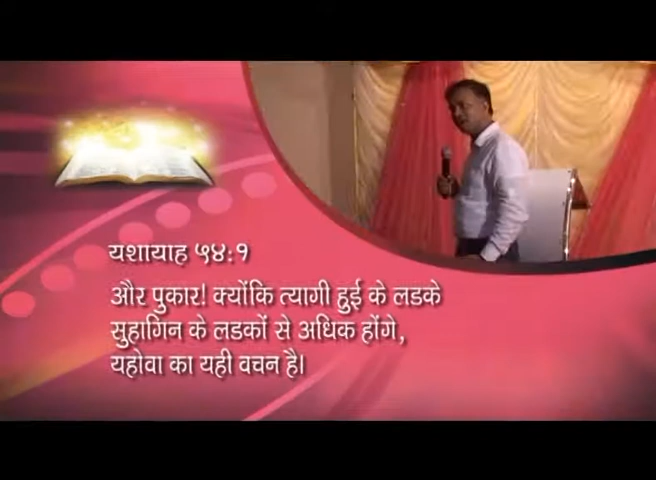 यशायाह ५४:१
और पुकार! क्योंकि त्यागी हुई के लडके
सुहागिन के लडकों से अधिक होंगे,
यहोवा का यही वचन है।